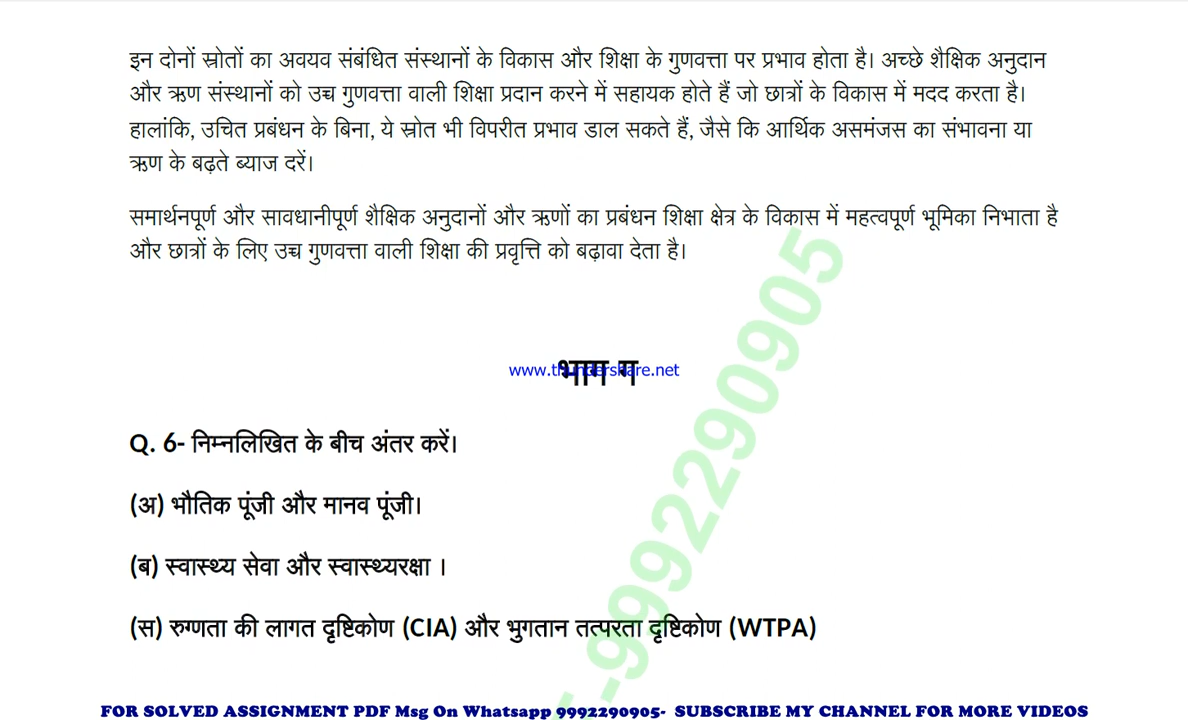 इन दोनों स्रोतों का अवयव संबंधित संस्थानों के विकास और शिक्षा के गुणवत्ता पर प्रभाव होता है। अच्छे शैक्षिक अनुदान
और ऋण संस्थानों को उच्च गुणवत्ता वाली शिक्षा प्रदान करने में सहायक होते हैं जो छात्रों के विकास में मदद करता है।
हालांकि, उचित प्रबंधन के बिना, ये स्रोत भी विपरीत प्रभाव डाल सकते हैं, जैसे कि आर्थिक असमंजस का संभावना या
ऋण के बढ़ते ब्याज दरें।
समार्थनपूर्ण और सावधानीपूर्ण शैक्षिक अनुदानों और ऋणों का प्रबंधन शिक्षा क्षेत्र के विकास में महत्वपूर्ण भूमिका निभाता है
और छात्रों के लिए उच्च गुणवत्ता वाली शिक्षा की प्रवृत्ति को बढ़ावा देता है।
भाग ग
www.thundershare.net
Q. 6- निम्नलिखित के बीच अंतर करें।
(अ) भौतिक पूंजी और मानव पूंजी।
(ब) स्वास्थ्य सेवा और स्वास्थ्यरक्षा ।
(स) रुग्णता की लागत दृष्टिकोण (CIA) और भुगतान तत्परता दृष्टिकोण (WTPA)
-9992290905
FOR SOLVED ASSIGNMENT PDF Msg On Whatsapp 9992290905- SUBSCRIBE MY CHANNEL FOR MORE VIDEOS